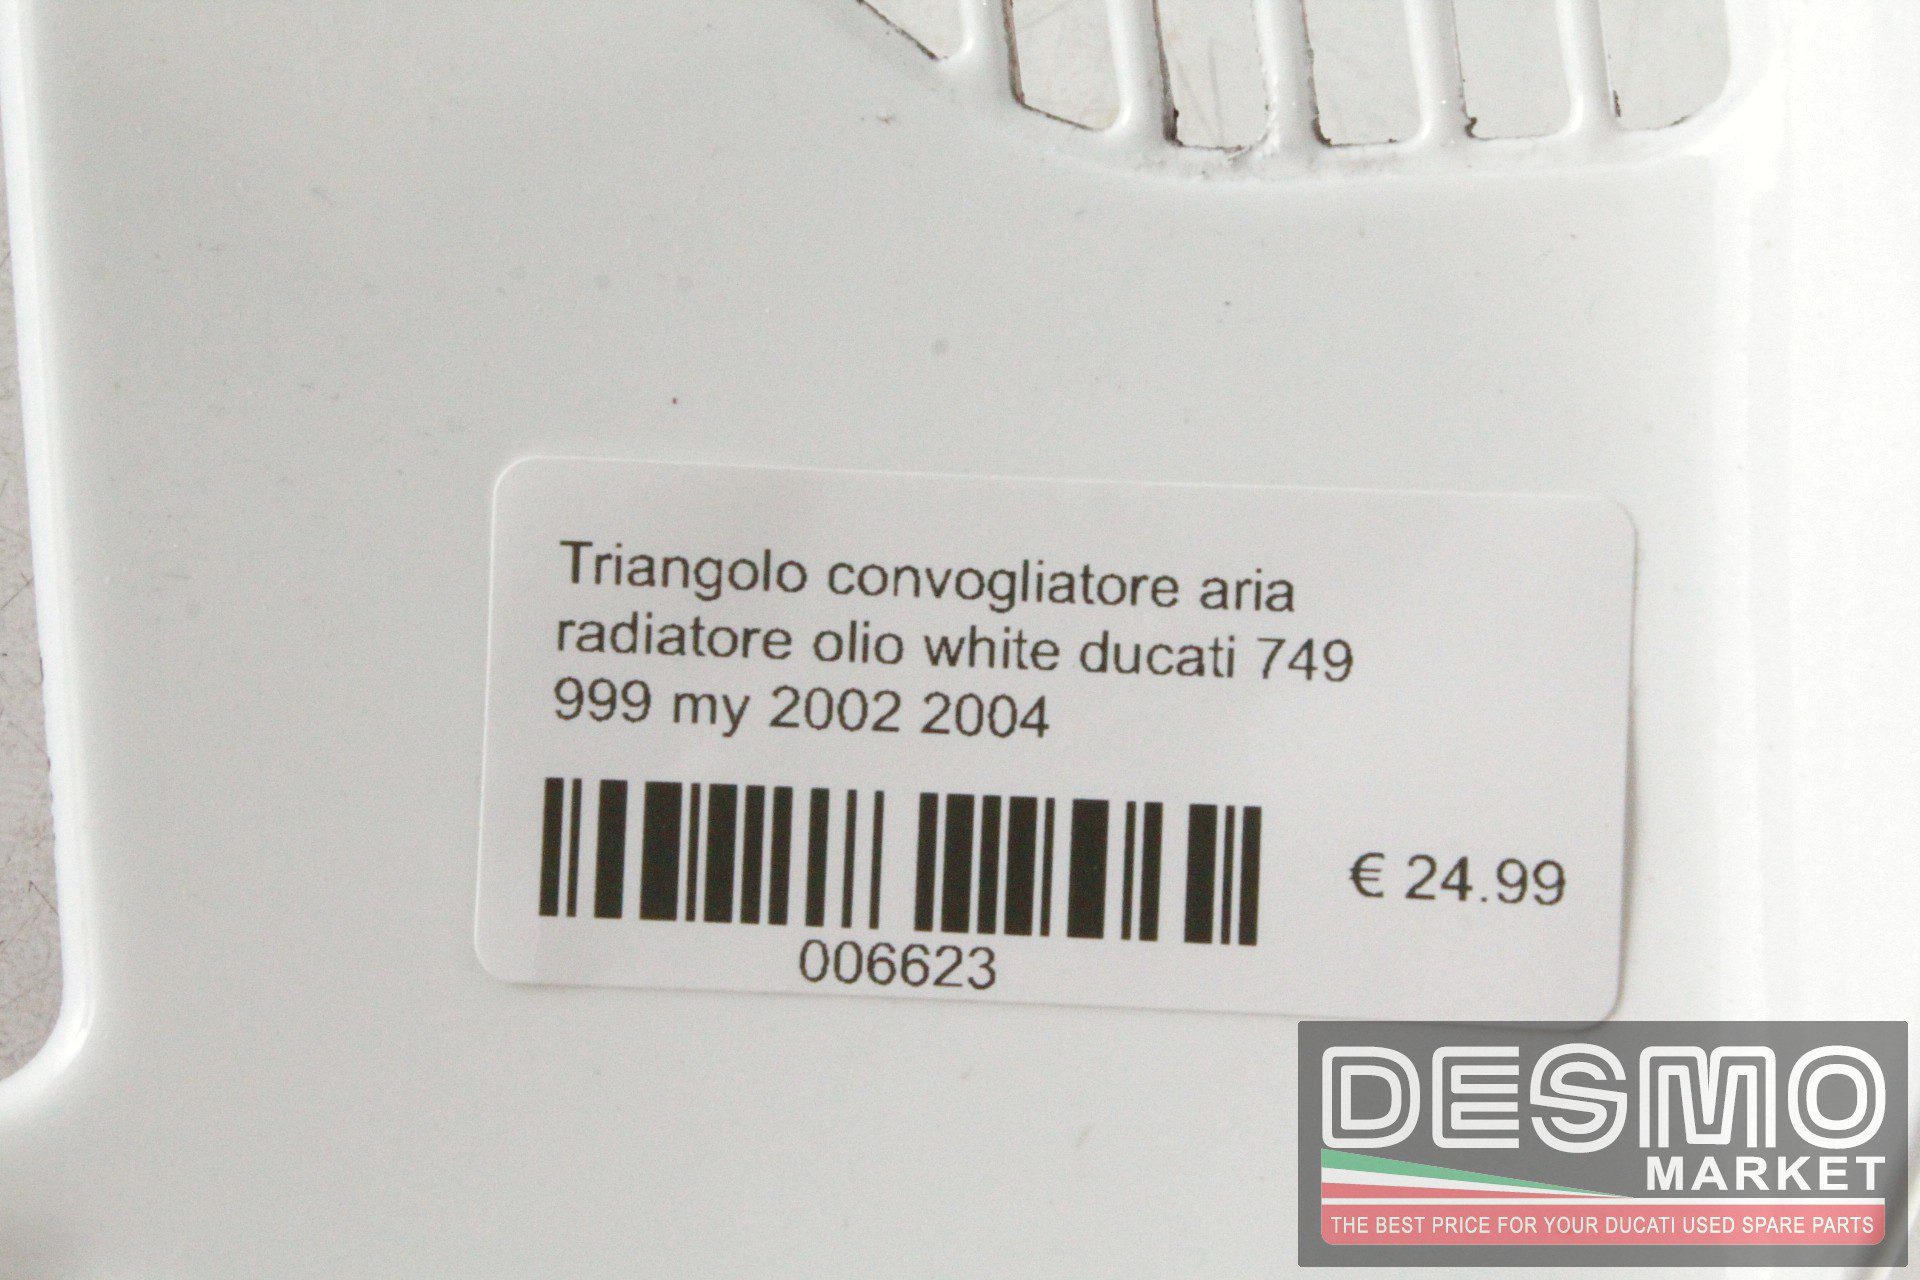 Triangolo convogliatore aria
radiatore olio white ducati 749
999 my 2002 2004
€ 24.99
006623
DESMO
MARKET
THE BEST PRICE FOR YOUR DUCATI USED SPARE PARTS